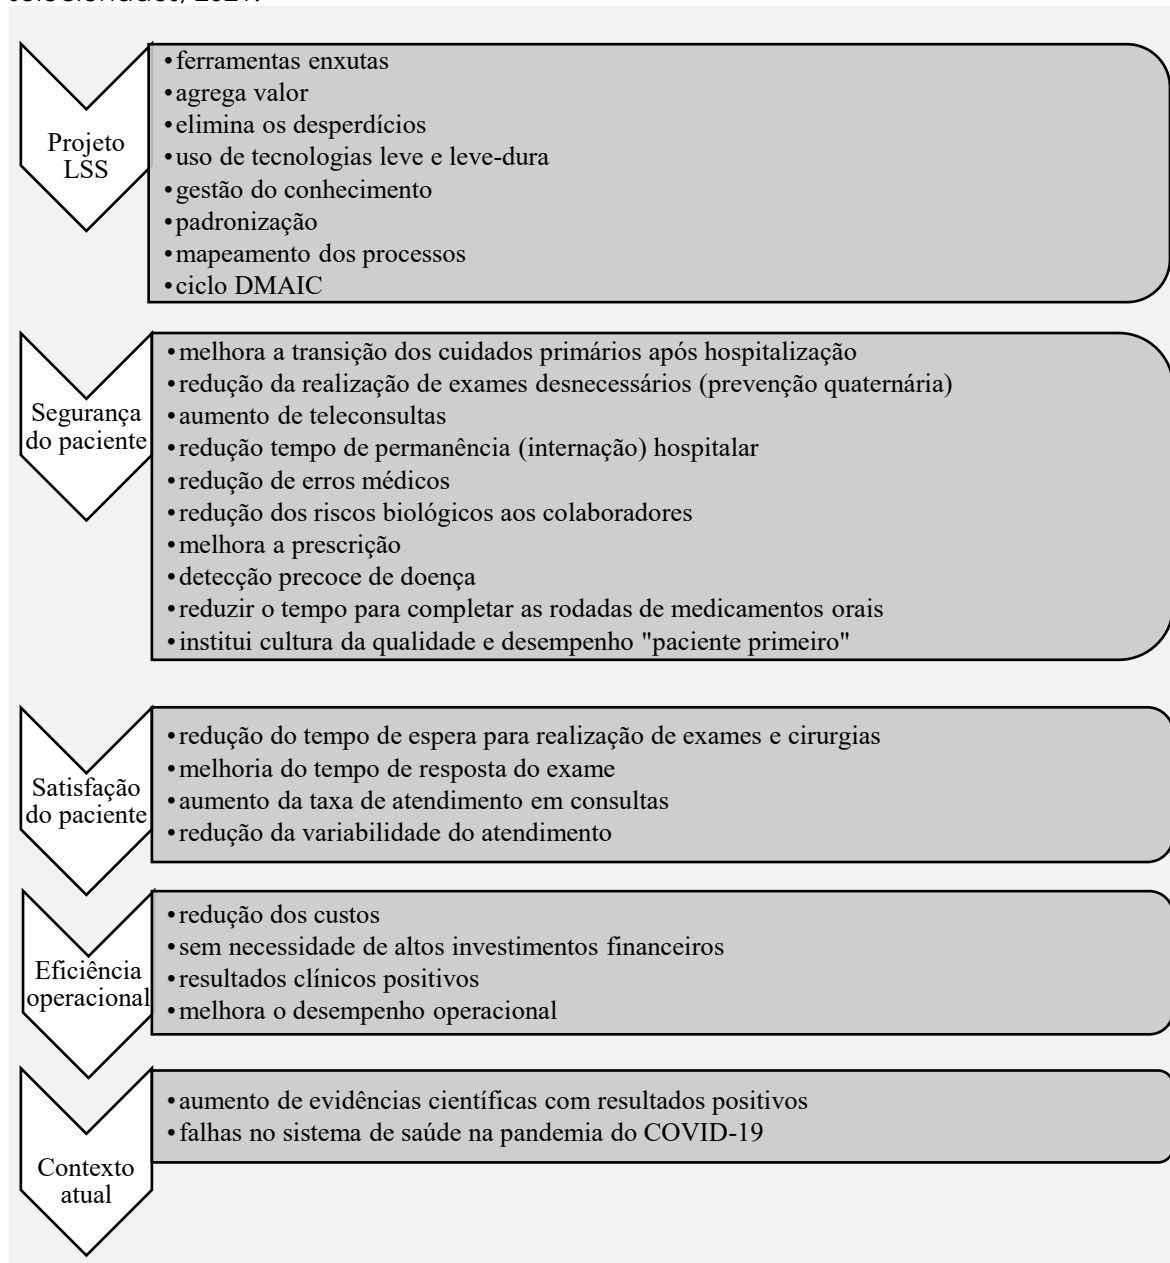 selecionados, 2021.
Projeto
LSS
•ferramentas enxutas
•agrega valor
•elimina os desperdícios
•uso de tecnologias leve e leve-dura
•gestão do conhecimento
•padronização
•mapeamento dos processos
•ciclo DMAIC
Segurança
do paciente
•melhora a transição dos cuidados primários após hospitalização
•redução da realização de exames desnecessários (prevenção quaternária)
•aumento de teleconsultas
•redução tempo de permanência (internação) hospitalar
•redução de erros médicos
•redução dos riscos biológicos aos colaboradores
•melhora a prescrição
•detecção precoce de doença
•reduzir o tempo para completar as rodadas de medicamentos orais
•institui cultura da qualidade e desempenho "paciente primeiro"
Satisfação
do paciente
•redução do tempo de espera para realização de exames e cirurgias
•melhoria do tempo de resposta do exame
•aumento da taxa de atendimento em consultas
•redução da variabilidade do atendimento
Eficiência
operacional
•redução dos custos
•sem necessidade de altos investimentos financeiros
•resultados clínicos positivos
•melhora o desempenho operacional
Contexto
atual
•aumento de evidências científicas com resultados positivos
•falhas no sistema de saúde na pandemia do COVID-19